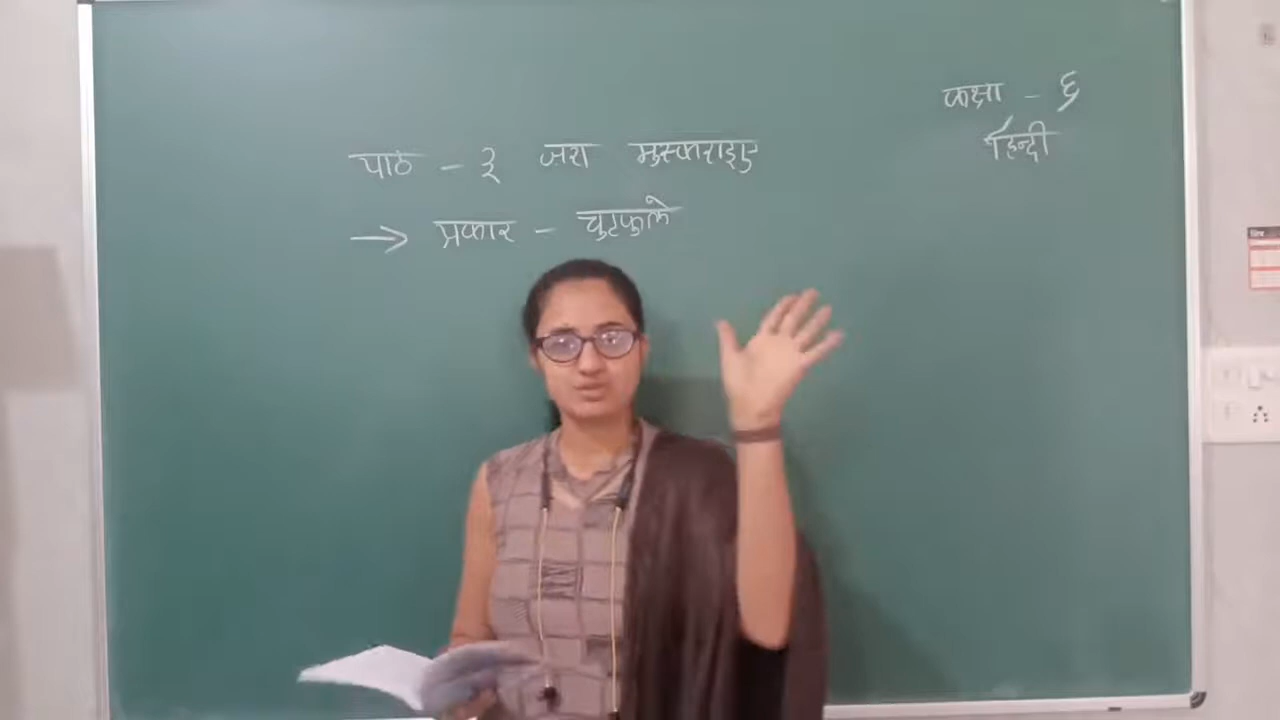 कक्षा - ६
हिन्दी
पाठ - ३ जरा मुस्कराइए
→ प्रकार - चुटकुले